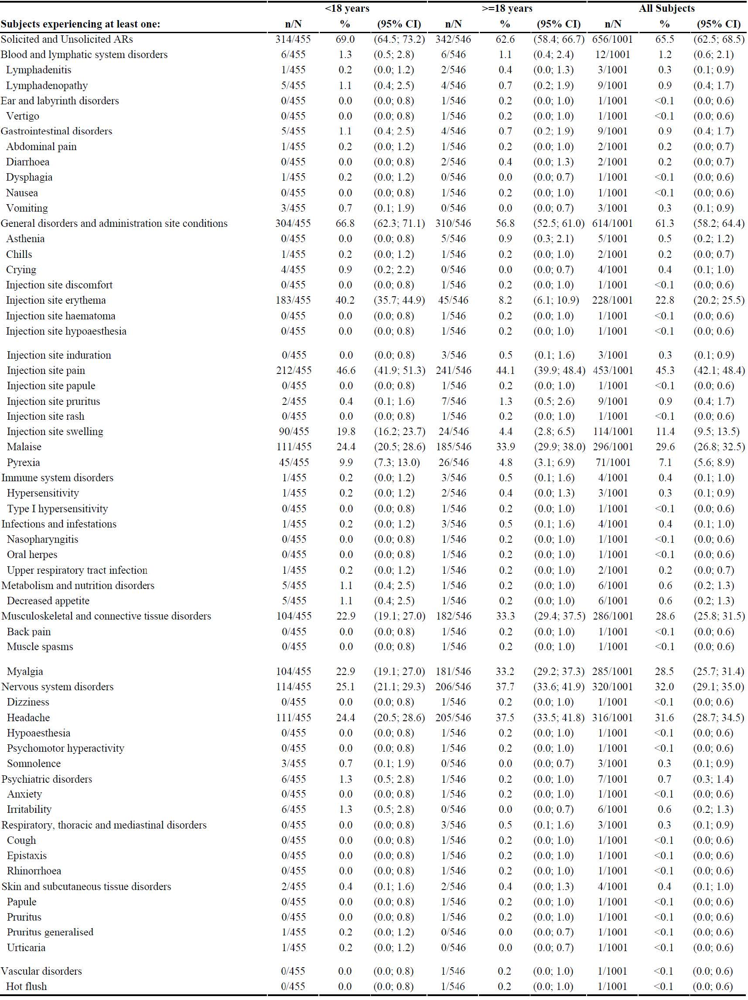 <18 years >=18 years All Subjects
Subjects experiencing at least one: n/N % (95% CI) n/N % (95% CI) n/N % (95% CI)
Solicited and Unsolicited ARs 314/455 69.0 (64.5; 73.2) 342/546 62.6 (58.4; 66.7) 656/1001 65.5 (62.5; 68.5)
Blood and lymphatic system disorders 6/455 1.3 (0.5; 2.8) 6/546 1.1 (0.4; 2.4) 12/1001 1.2 (0.6; 2.1)
Lymphadenitis 1/455 0.2 (0.0; 1.2) 2/546 0.4 (0.0; 1.3) 3/1001 0.3 (0.1; 0.9)
Lymphadenopathy 5/455 1.1 (0.4; 2.5) 4/546 0.7 (0.2; 1.9) 9/1001 0.9 (0.4; 1.7)
Ear and labyrinth disorders 0/455 0.0 (0.0; 0.8) 1/546 0.2 (0.0; 1.0) 1/1001 <0.1 (0.0; 0.6)
Vertigo 0/455 0.0 (0.0; 0.8) 1/546 0.2 (0.0; 1.0) 1/1001 <0.1 (0.0; 0.6)
Gastrointestinal disorders 5/455 1.1 (0.4; 2.5) 4/546 0.7 (0.2; 1.9) 9/1001 0.9 (0.4; 1.7)
Abdominal pain 1/455 0.2 (0.0; 1.2) 1/546 0.2 (0.0; 1.0) 2/1001 0.2 (0.0; 0.7)
Diarrhoea 0/455 0.0 (0.0; 0.8) 2/546 0.4 (0.0; 1.3) 2/1001 0.2 (0.0; 0.7)
Dysphagia 1/455 0.2 (0.0; 1.2) 0/546 0.0 (0.0; 0.7) 1/1001 <0.1 (0.0; 0.6)
Nausea 0/455 0.0 (0.0; 0.8) 1/546 0.2 (0.0; 1.0) 1/1001 <0.1 (0.0; 0.6)
Vomiting 3/455 0.7 (0.1; 1.9) 0/546 0.0 (0.0; 0.7) 3/1001 0.3 (0.1; 0.9)
General disorders and administration site conditions 304/455 66.8 (62.3; 71.1) 310/546 56.8 (52.5; 61.0) 614/1001 61.3 (58.2; 64.4)
Asthenia 0/455 0.0 (0.0; 0.8) 5/546 0.9 (0.3; 2.1) 5/1001 0.5 (0.2; 1.2)
Chills 1/455 0.2 (0.0; 1.2) 1/546 0.2 (0.0; 1.0) 2/1001 0.2 (0.0; 0.7)
Crying 4/455 0.9 (0.2; 2.2) 0/546 0.0 (0.0; 0.7) 4/1001 0.4 (0.1; 1.0)
Injection site discomfort 0/455 0.0 (0.0; 0.8) 1/546 0.2 (0.0; 1.0) 1/1001 <0.1 (0.0; 0.6)
Injection site erythema 183/455 40.2 (35.7; 44.9) 45/546 8.2 (6.1; 10.9) 228/1001 22.8 (20.2; 25.5)
Injection site haematoma 0/455 0.0 (0.0; 0.8) 1/546 0.2 (0.0; 1.0) 1/1001 <0.1 (0.0; 0.6)
Injection site hypoaesthesia 0/455 0.0 (0.0; 0.8) 1/546 0.2 (0.0; 1.0) 1/1001 <0.1 (0.0; 0.6)
Injection site induration 0/455 0.0 (0.0; 0.8) 3/546 0.5 (0.1; 1.6) 3/1001 0.3 (0.1; 0.9)
Injection site pain 212/455 46.6 (41.9; 51.3) 241/546 44.1 (39.9; 48.4) 453/1001 45.3 (42.1; 48.4)
Injection site papule 0/455 0.0 (0.0; 0.8) 1/546 0.2 (0.0; 1.0) 1/1001 <0.1 (0.0; 0.6)
Injection site pruritus 2/455 0.4 (0.1; 1.6) 7/546 1.3 (0.5; 2.6) 9/1001 0.9 (0.4; 1.7)
Injection site rash 0/455 0.0 (0.0; 0.8) 1/546 0.2 (0.0; 1.0) 1/1001 <0.1 (0.0; 0.6)
Injection site swelling 90/455 19.8 (16.2; 23.7) 24/546 4.4 (2.8; 6.5) 114/1001 11.4 (9.5; 13.5)
Malaise 111/455 24.4 (20.5; 28.6) 185/546 33.9 (29.9; 38.0) 296/1001 29.6 (26.8; 32.5)
Pyrexia 45/455 9.9 (7.3; 13.0) 26/546 4.8 (3.1; 6.9) 71/1001 7.1 (5.6; 8.9)
Immune system disorders 1/455 0.2 (0.0; 1.2) 3/546 0.5 (0.1; 1.6) 4/1001 0.4 (0.1; 1.0)
Hypersensitivity 1/455 0.2 (0.0; 1.2) 2/546 0.4 (0.0; 1.3) 3/1001 0.3 (0.1; 0.9)
Type I hypersensitivity 0/455 0.0 (0.0; 0.8) 1/546 0.2 (0.0; 1.0) 1/1001 <0.1 (0.0; 0.6)
Infections and infestations 1/455 0.2 (0.0; 1.2) 3/546 0.5 (0.1; 1.6) 4/1001 0.4 (0.1; 1.0)
Nasopharyngitis 0/455 0.0 (0.0; 0.8) 1/546 0.2 (0.0; 1.0) 1/1001 <0.1 (0.0; 0.6)
Oral herpes 0/455 0.0 (0.0; 0.8) 1/546 0.2 (0.0; 1.0) 1/1001 <0.1 (0.0; 0.6)
Upper respiratory tract infection 1/455 0.2 (0.0; 1.2) 1/546 0.2 (0.0; 1.0) 2/1001 0.2 (0.0; 0.7)
Metabolism and nutrition disorders 5/455 1.1 (0.4; 2.5) 1/546 0.2 (0.0; 1.0) 6/1001 0.6 (0.2; 1.3)
Decreased appetite 5/455 1.1 (0.4; 2.5) 1/546 0.2 (0.0; 1.0) 6/1001 0.6 (0.2; 1.3)
Musculoskeletal and connective tissue disorders 104/455 22.9 (19.1; 27.0) 182/546 33.3 (29.4; 37.5) 286/1001 28.6 (25.8; 31.5)
Back pain 0/455 0.0 (0.0; 0.8) 1/546 0.2 (0.0; 1.0) 1/1001 <0.1 (0.0; 0.6)
Muscle spasms 0/455 0.0 (0.0; 0.8) 1/546 0.2 (0.0; 1.0) 1/1001 <0.1 (0.0; 0.6)
Myalgia 104/455 22.9 (19.1; 27.0) 181/546 33.2 (29.2; 37.3) 285/1001 28.5 (25.7; 31.4)
Nervous system disorders 114/455 25.1 (21.1; 29.3) 206/546 37.7 (33.6; 41.9) 320/1001 32.0 (29.1; 35.0)
Dizziness 0/455 0.0 (0.0; 0.8) 1/546 0.2 (0.0; 1.0) 1/1001 <0.1 (0.0; 0.6)
Headache 111/455 24.4 (20.5; 28.6) 205/546 37.5 (33.5; 41.8) 316/1001 31.6 (28.7; 34.5)
Hypoaesthesia 0/455 0.0 (0.0; 0.8) 1/546 0.2 (0.0; 1.0) 1/1001 <0.1 (0.0; 0.6)
Psychomotor hyperactivity 0/455 0.0 (0.0; 0.8) 1/546 0.2 (0.0; 1.0) 1/1001 <0.1 (0.0; 0.6)
Somnolence 3/455 0.7 (0.1; 1.9) 0/546 0.0 (0.0; 0.7) 3/1001 0.3 (0.1; 0.9)
Psychiatric disorders 6/455 1.3 (0.5; 2.8) 1/546 0.2 (0.0; 1.0) 7/1001 0.7 (0.3; 1.4)
Anxiety 0/455 0.0 (0.0; 0.8) 1/546 0.2 (0.0; 1.0) 1/1001 <0.1 (0.0; 0.6)
Irritability 6/455 1.3 (0.5; 2.8) 0/546 0.0 (0.0; 0.7) 6/1001 0.6 (0.2; 1.3)
Respiratory, thoracic and mediastinal disorders 0/455 0.0 (0.0; 0.8) 3/546 0.5 (0.1; 1.6) 3/1001 0.3 (0.1; 0.9)
Cough 0/455 0.0 (0.0; 0.8) 1/546 0.2 (0.0; 1.0) 1/1001 <0.1 (0.0; 0.6)
Epistaxis 0/455 0.0 (0.0; 0.8) 1/546 0.2 (0.0; 1.0) 1/1001 <0.1 (0.0; 0.6)
Rhinorrhoea 0/455 0.0 (0.0; 0.8) 1/546 0.2 (0.0; 1.0) 1/1001 <0.1 (0.0; 0.6)
Skin and subcutaneous tissue disorders 2/455 0.4 (0.1; 1.6) 2/546 0.4 (0.0; 1.3) 4/1001 0.4 (0.1; 1.0)
Papule 0/455 0.0 (0.0; 0.8) 1/546 0.2 (0.0; 1.0) 1/1001 <0.1 (0.0; 0.6)
Pruritus 0/455 0.0 (0.0; 0.8) 1/546 0.2 (0.0; 1.0) 1/1001 <0.1 (0.0; 0.6)
Pruritus generalised 1/455 0.2 (0.0; 1.2) 0/546 0.0 (0.0; 0.7) 1/1001 <0.1 (0.0; 0.6)
Urticaria 1/455 0.2 (0.0; 1.2) 0/546 0.0 (0.0; 0.7) 1/1001 <0.1 (0.0; 0.6)
Vascular disorders 0/455 0.0 (0.0; 0.8) 1/546 0.2 (0.0; 1.0) 1/1001 <0.1 (0.0; 0.6)
Hot flush 0/455 0.0 (0.0; 0.8) 1/546 0.2 (0.0; 1.0) 1/1001 <0.1 (0.0; 0.6)